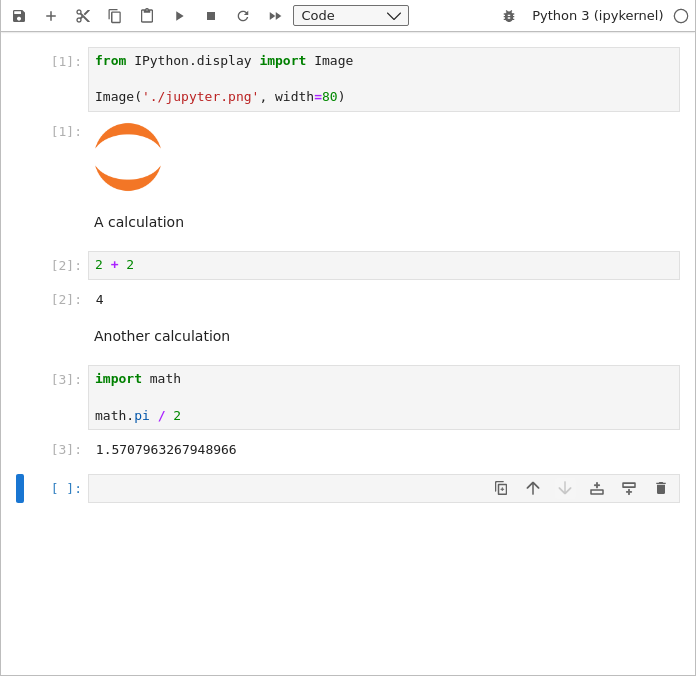 Code
Python 3 (ipykernel)
[1]:
from IPython.display import Image
Image('./jupyter.png', width=80)
[1]:
A calculation
[2]:
2 + 2
[2]:
4
Another calculation
[3]:
import math
math.pi / 2
[3]:
1.5707963267948966
[ ]: